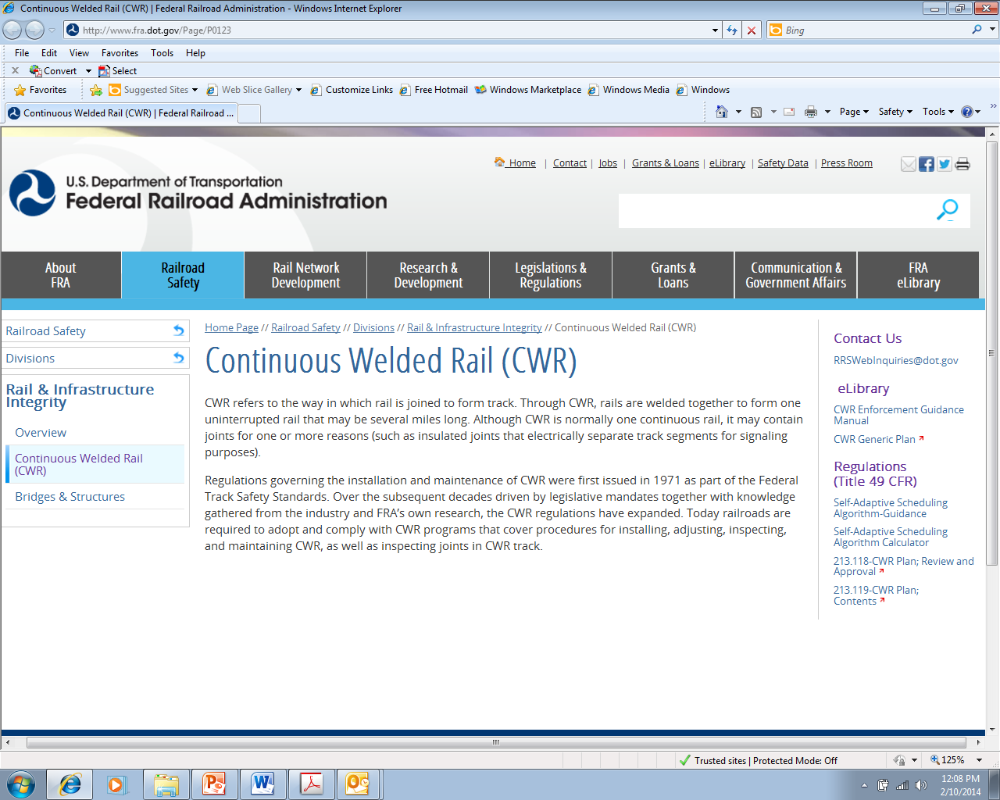 Continuous Welded Rail (CWR) | Federal Railroad Administration - Windows Internet Explorer
http://www.fra.dot.gov/Page/P0123
Bing
File Edit View Favorites Tools Help
Convert Select
Favorites Suggested Sites Web Slice Gallery Customize Links Free Hotmail Windows Marketplace Windows Media Windows
Continuous Welded Rail (CWR) | Federal Railroad ...
Page Safety Tools
Home | Contact | Jobs | Grants & Loans | eLibrary | Safety Data | Press Room
U.S. Department of Transportation
Federal Railroad Administration
About
FRA
Railroad
Safety
Rail Network
Development
Research &
Development
Legislations &
Regulations
Grants &
Loans
Communication &
Government Affairs
FRA
eLibrary
Railroad Safety
Divisions
Rail & Infrastructure
Integrity
Overview
Continuous Welded Rail
(CWR)
Bridges & Structures
Home Page // Railroad Safety // Divisions // Rail & Infrastructure Integrity // Continuous Welded Rail (CWR)
Continuous Welded Rail (CWR)
CWR refers to the way in which rail is joined to form track. Through CWR, rails are welded together to form one
uninterrupted rail that may be several miles long. Although CWR is normally one continuous rail, it may contain
joints for one or more reasons (such as insulated joints that electrically separate track segments for signaling
purposes).
Regulations governing the installation and maintenance of CWR were first issued in 1971 as part of the Federal
Track Safety Standards. Over the subsequent decades driven by legislative mandates together with knowledge
gathered from the industry and FRA's own research, the CWR regulations have expanded. Today railroads are
required to adopt and comply with CWR programs that cover procedures for installing, adjusting, inspecting,
and maintaining CWR, as well as inspecting joints in CWR track.
Contact Us
RRSWebInquiries@dot.gov
eLibrary
CWR Enforcement Guidance
Manual
CWR Generic Plan
Regulations
(Title 49 CFR)
Self-Adaptive Scheduling
Algorithm-Guidance
Self-Adaptive Scheduling
Algorithm Calculator
213.118-CWR Plan; Review and
Approval
213.119-CWR Plan;
Contents
Trusted sites | Protected Mode: Off
125%
12:08 PM
2/10/2014